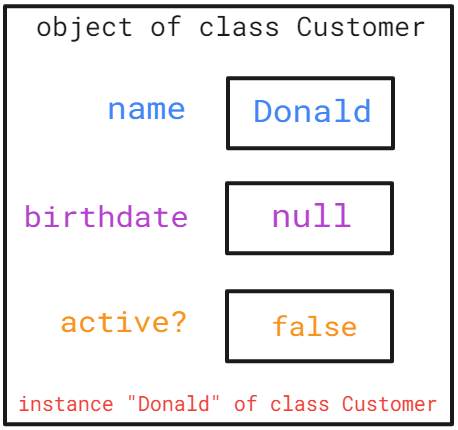 object of class Customer
name Donald
birthdate null
active? false
instance "Donald" of class Customer